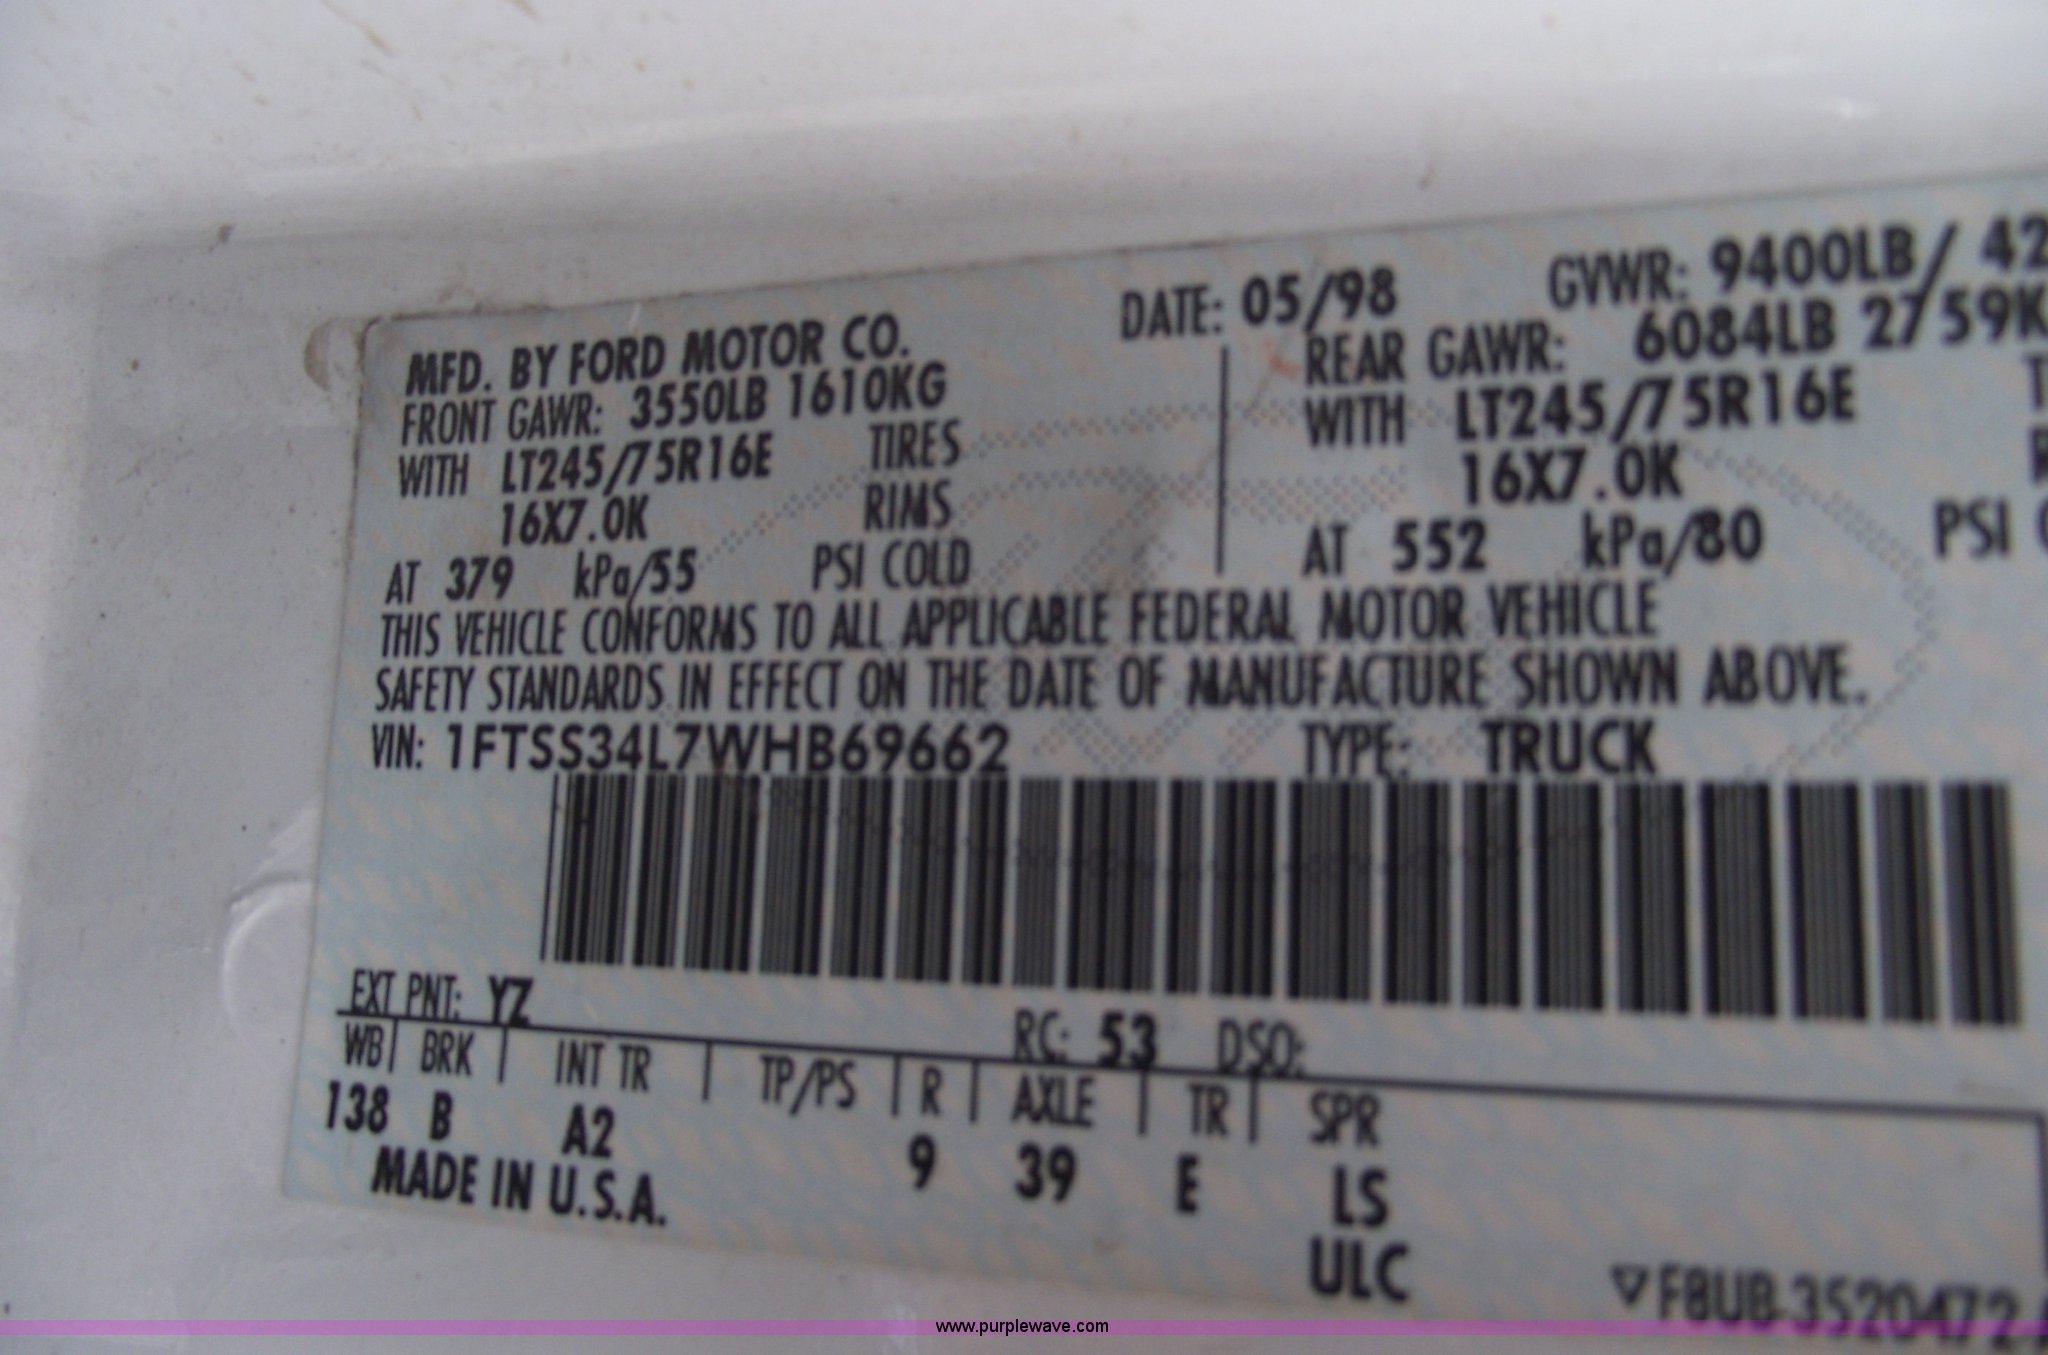 MFD. BY FORD MOTOR CO. DATE: 05/98 GVWR: 9400LB/ 42
FRONT GAWR: 3550LB 1610KG REAR GAWR: 6084LB 2759K
WITH LT245/75R16E TIRES WITH LT245/75R16E T
16X7.0K RIMS 16X7.0K R
AT 379 kPa/55 PSI COLD AT 552 kPa/80 PSI C
THIS VEHICLE CONFORMS TO ALL APPLICABLE FEDERAL MOTOR VEHICLE
SAFETY STANDARDS IN EFFECT ON THE DATE OF MANUFACTURE SHOWN ABOVE.
VIN: 1FTSS34L7WHB69662 TYPE: TRUCK
EXT PNT: YZ RC: 53 DSO:
WB BRK INT TR TP/PS R AXLE TR SPR
138 B A2 9 39 E LS
MADE IN U.S.A. ULC
▽F8UB-3520472
www.purplewave.com